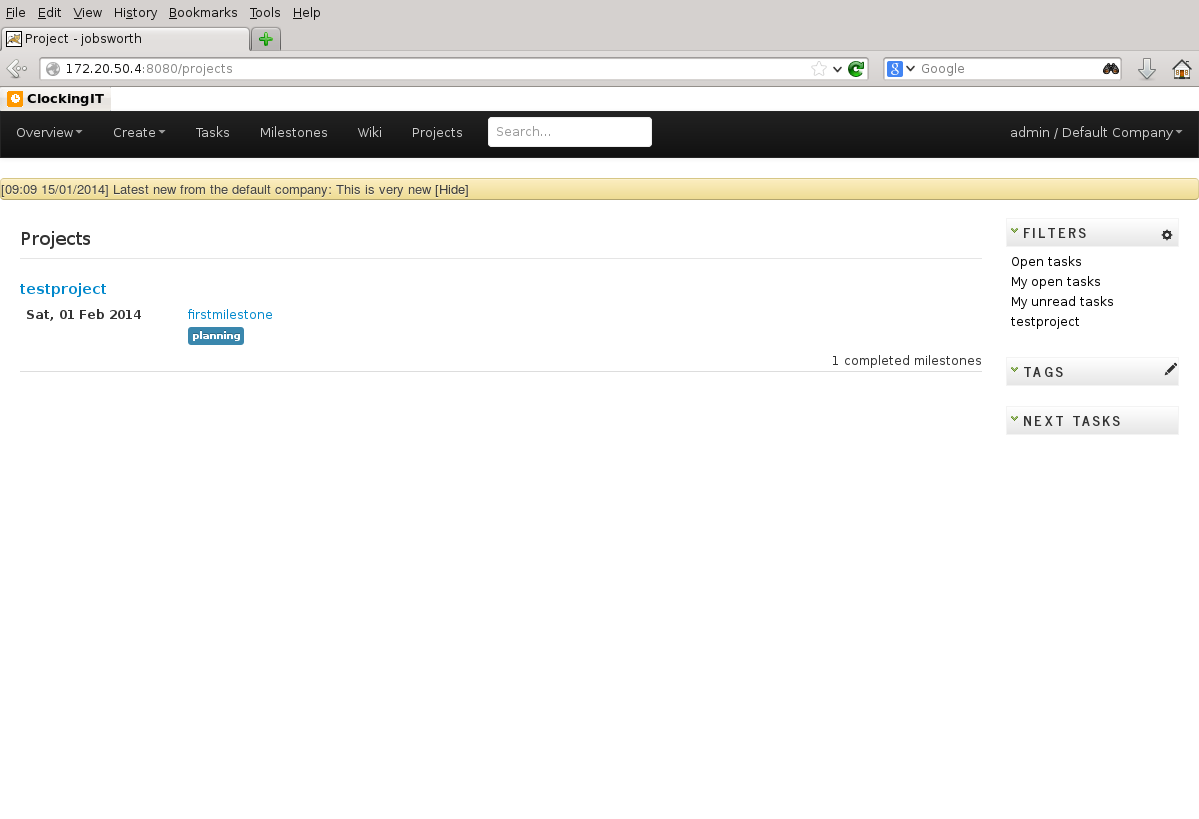 File Edit View History Bookmarks Tools Help
Project - jobsworth
172.20.50.4:8080/projects
Google
ClockingIT
Overview Create Tasks Milestones Wiki Projects Search... admin / Default Company
[09:09 15/01/2014] Latest new from the default company: This is very new [Hide]
Projects
testproject
Sat, 01 Feb 2014 firstmilestone
planning
1 completed milestones
FILTERS
Open tasks
My open tasks
My unread tasks
testproject
TAGS
NEXT TASKS